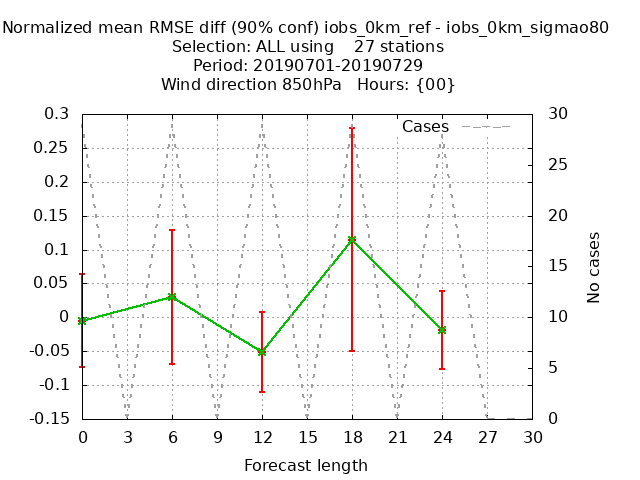 Normalized mean RMSE diff (90% conf) iobs_0km_ref - iobs_0km_sigmao80
Selection: ALL using    27 stations
Period: 20190701-20190729
Wind direction 850hPa   Hours: {00}
Cases
0.3
0.25
0.2
0.15
0.1
0.05
0
-0.05
-0.1
-0.15
30
25
20
15
10
5
0
No cases
0 3 6 9 12 15 18 21 24 27 30
Forecast length